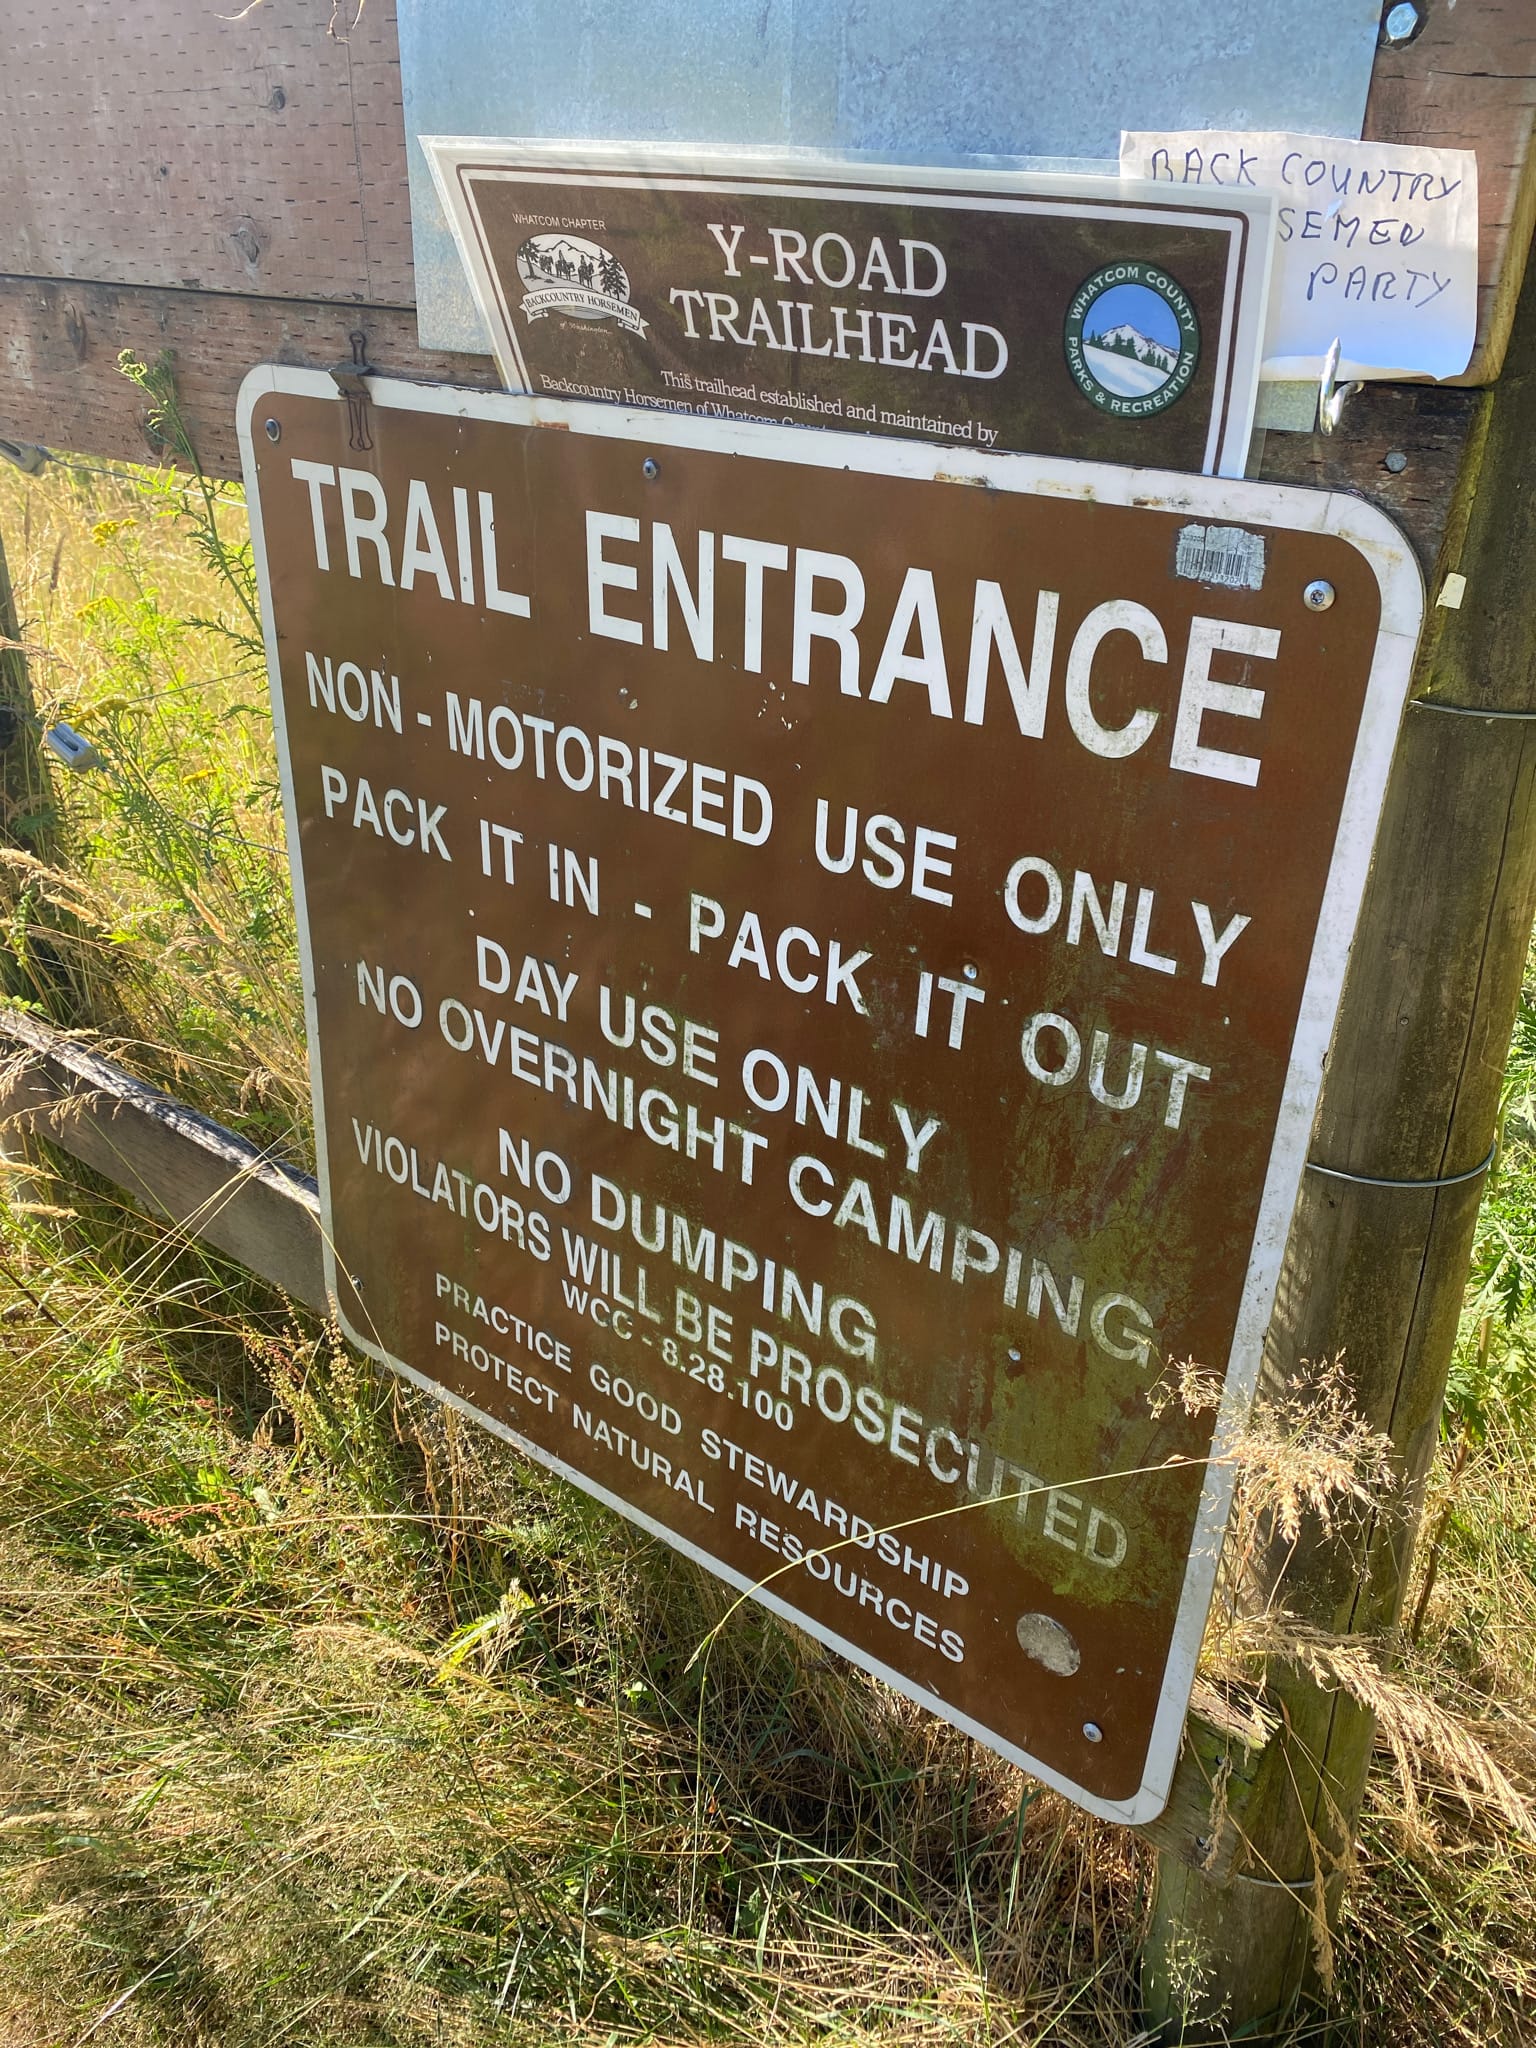 BACK COUNTRY
SEMEN
PARTY
WHATCOM CHAPTER
BACKCOUNTRY HORSEMEN
of Washington
Y-ROAD
TRAILHEAD
WHATCOM COUNTY
PARKS & RECREATION
This trailhead established and maintained by
Backcountry Horsemen of Whatcom County
TRAIL ENTRANCE
NON - MOTORIZED USE ONLY
PACK IT IN - PACK IT OUT
DAY USE ONLY
NO OVERNIGHT CAMPING
NO DUMPING
VIOLATORS WILL BE PROSECUTED
WCC - 8.28.100
PRACTICE GOOD STEWARDSHIP
PROTECT NATURAL RESOURCES